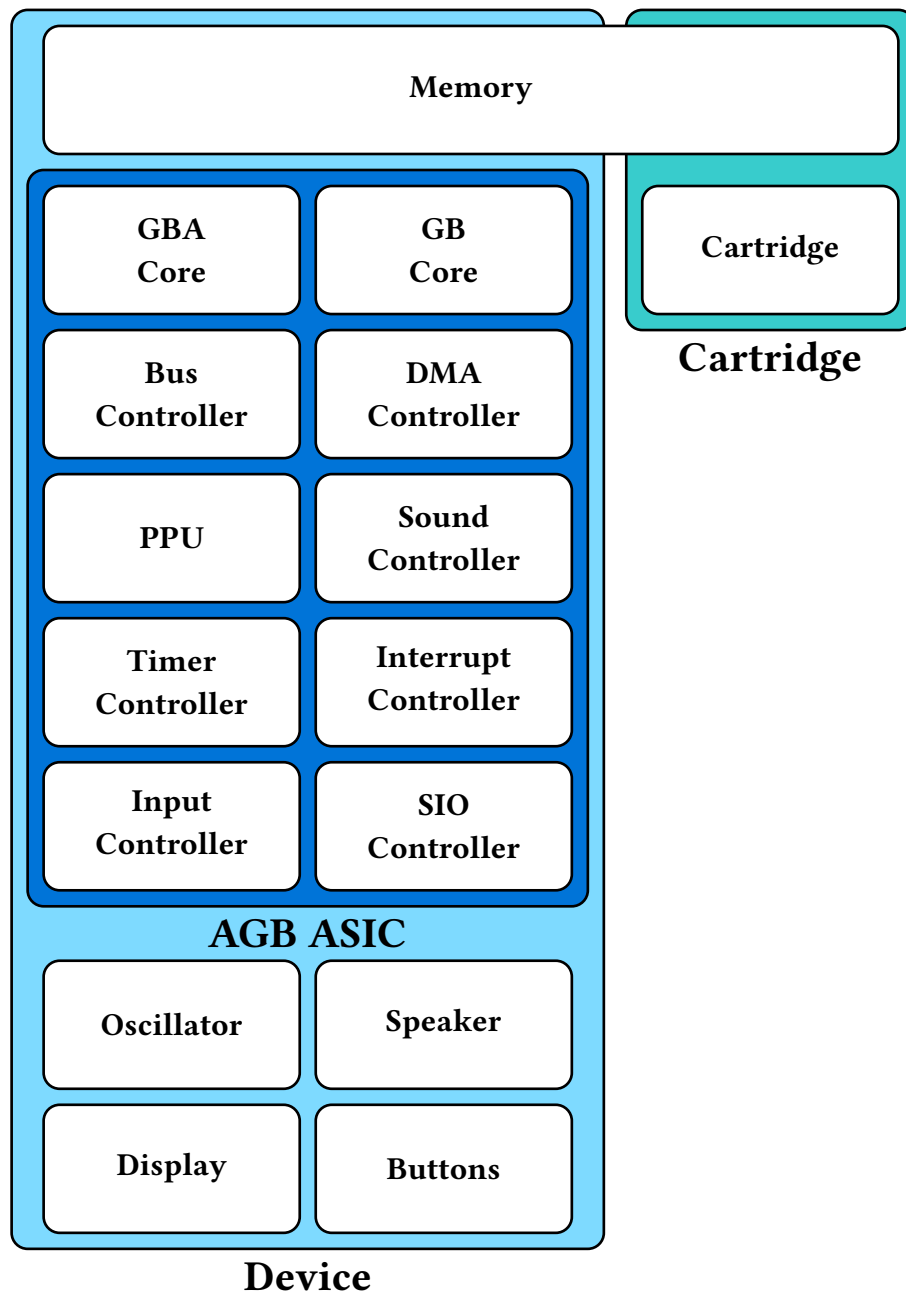 Memory
GBA
Core
GB
Core
Cartridge
Cartridge
Bus
Controller
DMA
Controller
PPU
Sound
Controller
Timer
Controller
Interrupt
Controller
Input
Controller
SIO
Controller
AGB ASIC
Oscillator
Speaker
Display
Buttons
Device